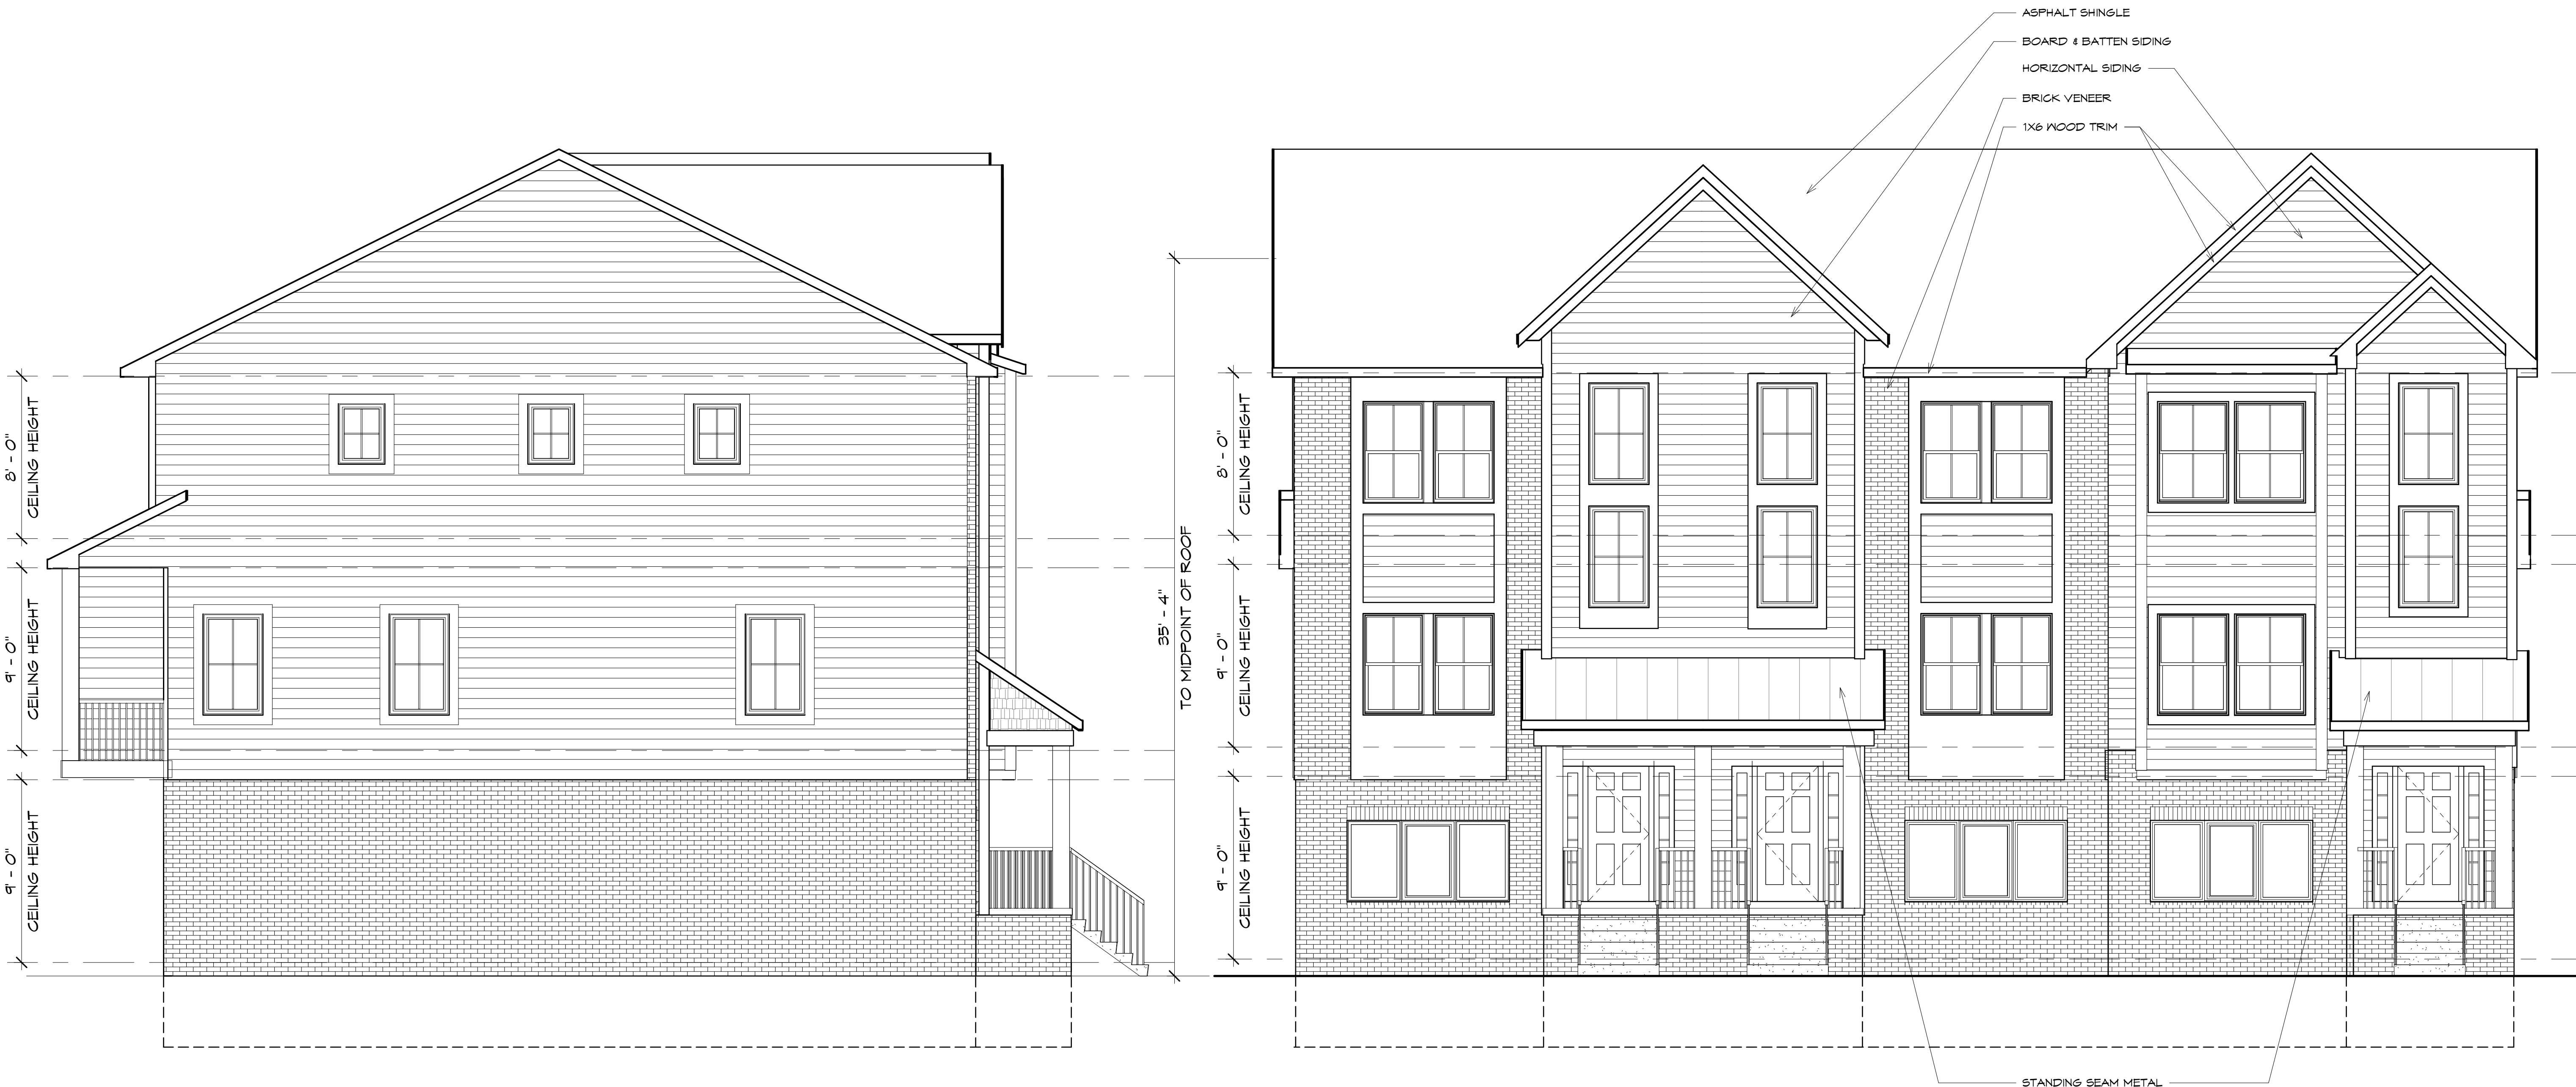 ASPHALT SHINGLE
BOARD & BATTEN SIDING
HORIZONTAL SIDING
BRICK VENEER
1X6 WOOD TRIM
8' - 0"
CEILING HEIGHT
9' - 0"
CEILING HEIGHT
9' - 0"
CEILING HEIGHT
35' - 4"
TO MIDPOINT OF ROOF
8' - 0"
CEILING HEIGHT
9' - 0"
CEILING HEIGHT
9' - 0"
CEILING HEIGHT
STANDING SEAM METAL